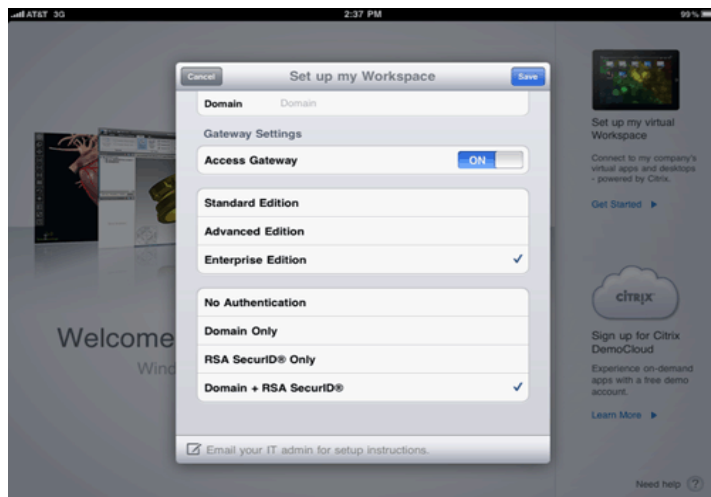 AT&T 3G
2:37 PM
99%
Cancel
Set up my Workspace
Save
Domain
Domain
Gateway Settings
Access Gateway
ON
Standard Edition
Advanced Edition
Enterprise Edition
✓
No Authentication
Domain Only
RSA SecurID® Only
Domain + RSA SecurID®
✓
Email your IT admin for setup instructions.
Welcome
Wind
Set up my virtual
Workspace
Connect to my company's
virtual apps and desktops
- powered by Citrix.
Get Started
CİTRIX
Sign up for Citrix
DemoCloud
Experience on-demand
apps with a free demo
account.
Learn More
Need help ?